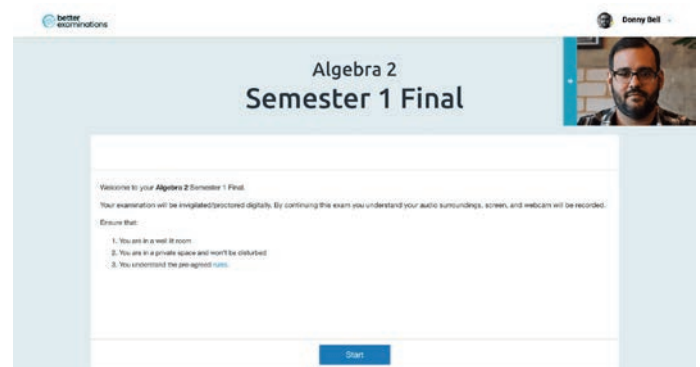 better
examinations
Donny Bell
Algebra 2
Semester 1 Final
Welcome to your Algebra 2 Semester 1 Final.
Your examination will be invigilated/proctored digitally. By continuing this exam you understand your audio surroundings, screen, and webcam will be recorded.
Ensure that:
1. You are in a well lit room
2. You are in a private space and won't be disturbed
3. You understand the pre-agreed rules.
Start